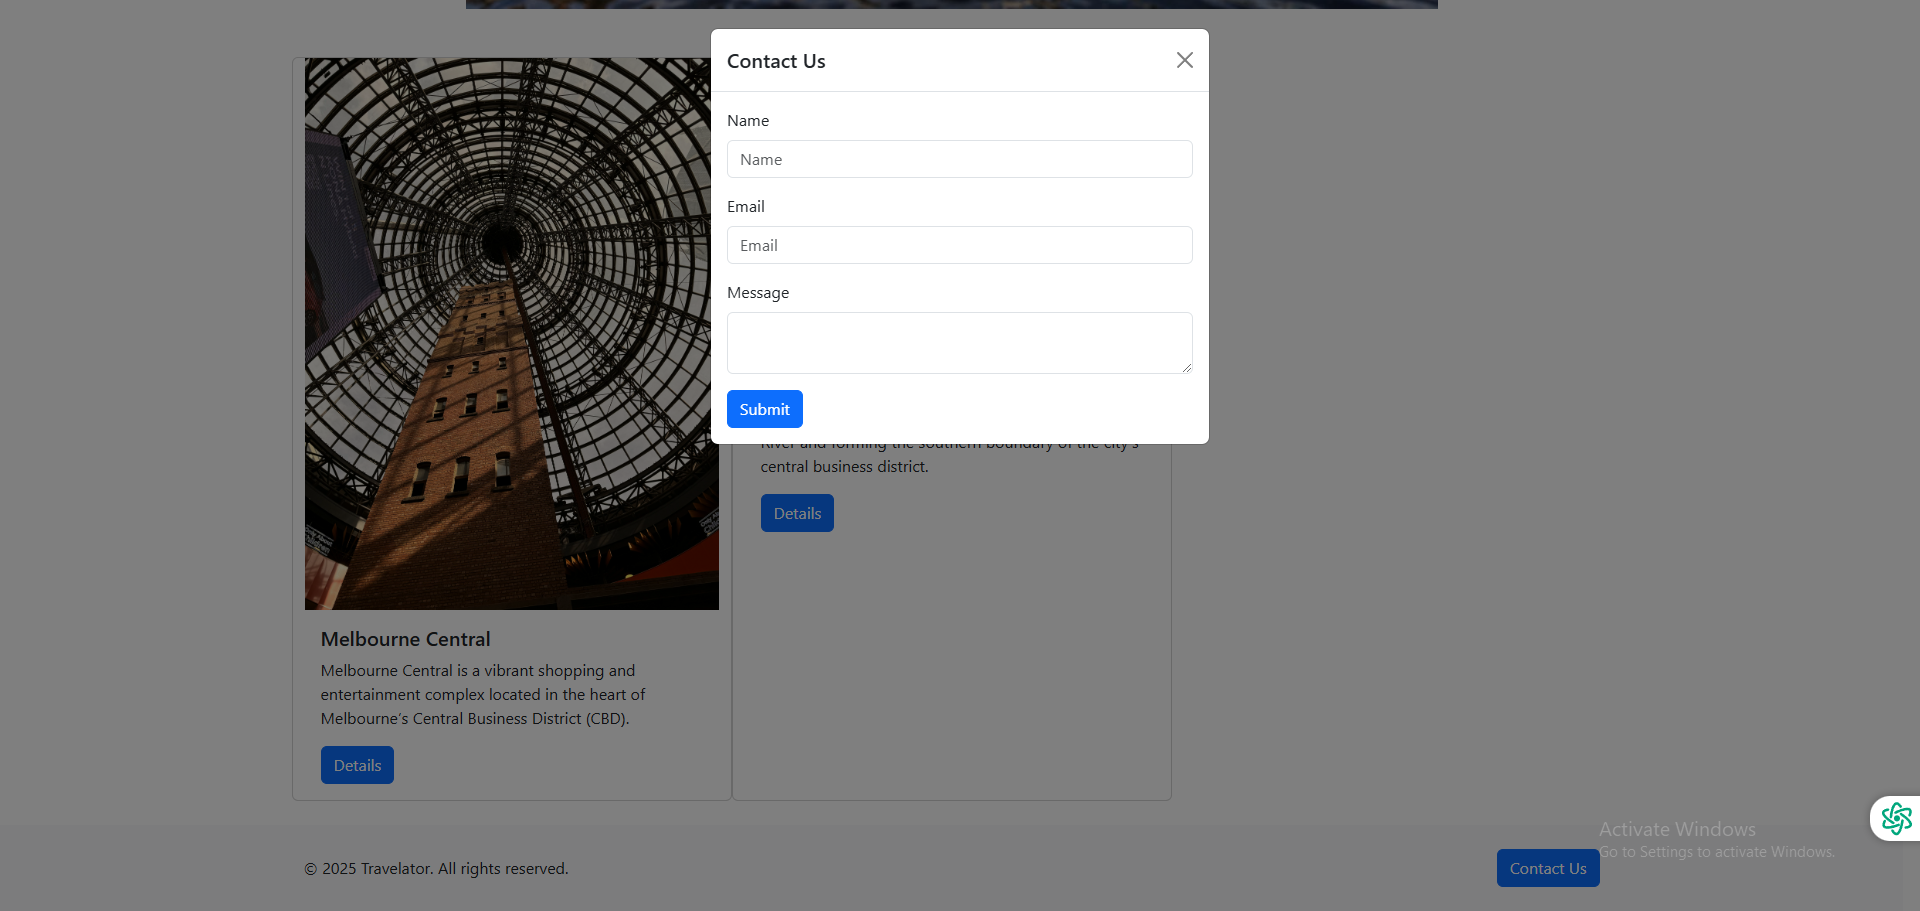 Contact Us
Name
Name
Email
Email
Message
Submit
River and forming the southern boundary of the city's
central business district.
Details
Melbourne Central
Melbourne Central is a vibrant shopping and
entertainment complex located in the heart of
Melbourne's Central Business District (CBD).
Details
© 2025 Travelator. All rights reserved.
Contact Us
Activate Windows
Go to Settings to activate Windows.